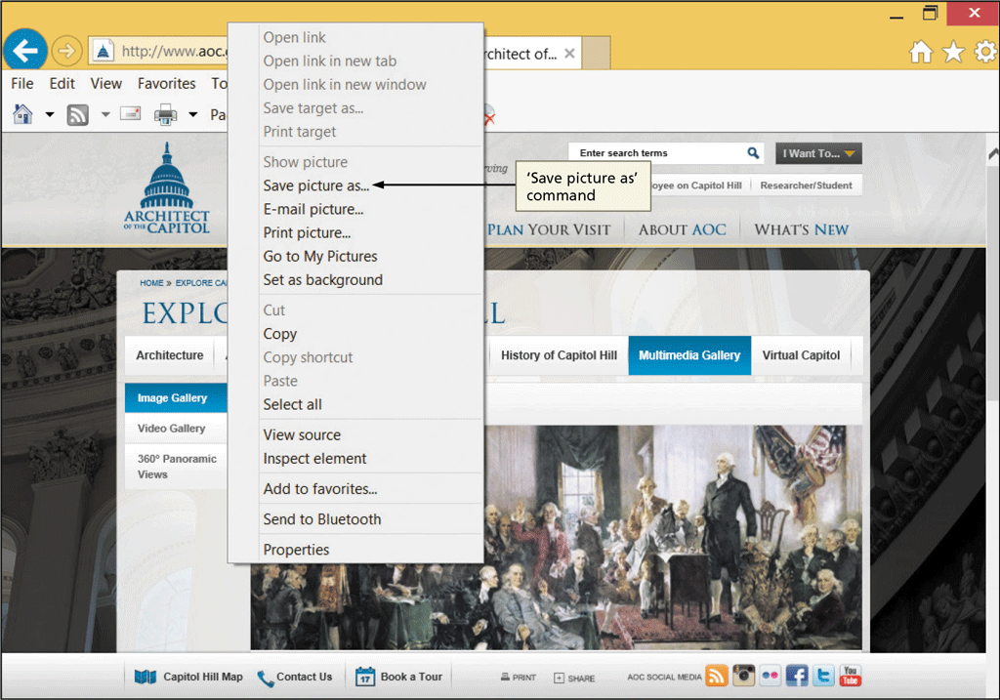 http://www.aoc.
rchitect of...
File Edit View Favorites To
Pa
Open link
Open link in new tab
Open link in new window
Save target as...
Print target
Show picture
Save picture as...
E-mail picture...
Print picture...
Go to My Pictures
Set as background
Cut
Copy
Copy shortcut
Paste
Select all
View source
Inspect element
Add to favorites...
Send to Bluetooth
Properties
'Save picture as'
command
ARCHITECT
OF THE CAPITOL
rving
Enter search terms
I Want To...
oyee on Capitol Hill Researcher/Student
PLAN YOUR VISIT ABOUT AOC WHAT'S NEW
HOME » EXPLORE CA
EXPLO LL
Architecture History of Capitol Hill Multimedia Gallery Virtual Capitol
Image Gallery
Video Gallery
360° Panoramic
Views
Capitol Hill Map Contact Us 17 Book a Tour PRINT SHARE AOC SOCIAL MEDIA You
Tube